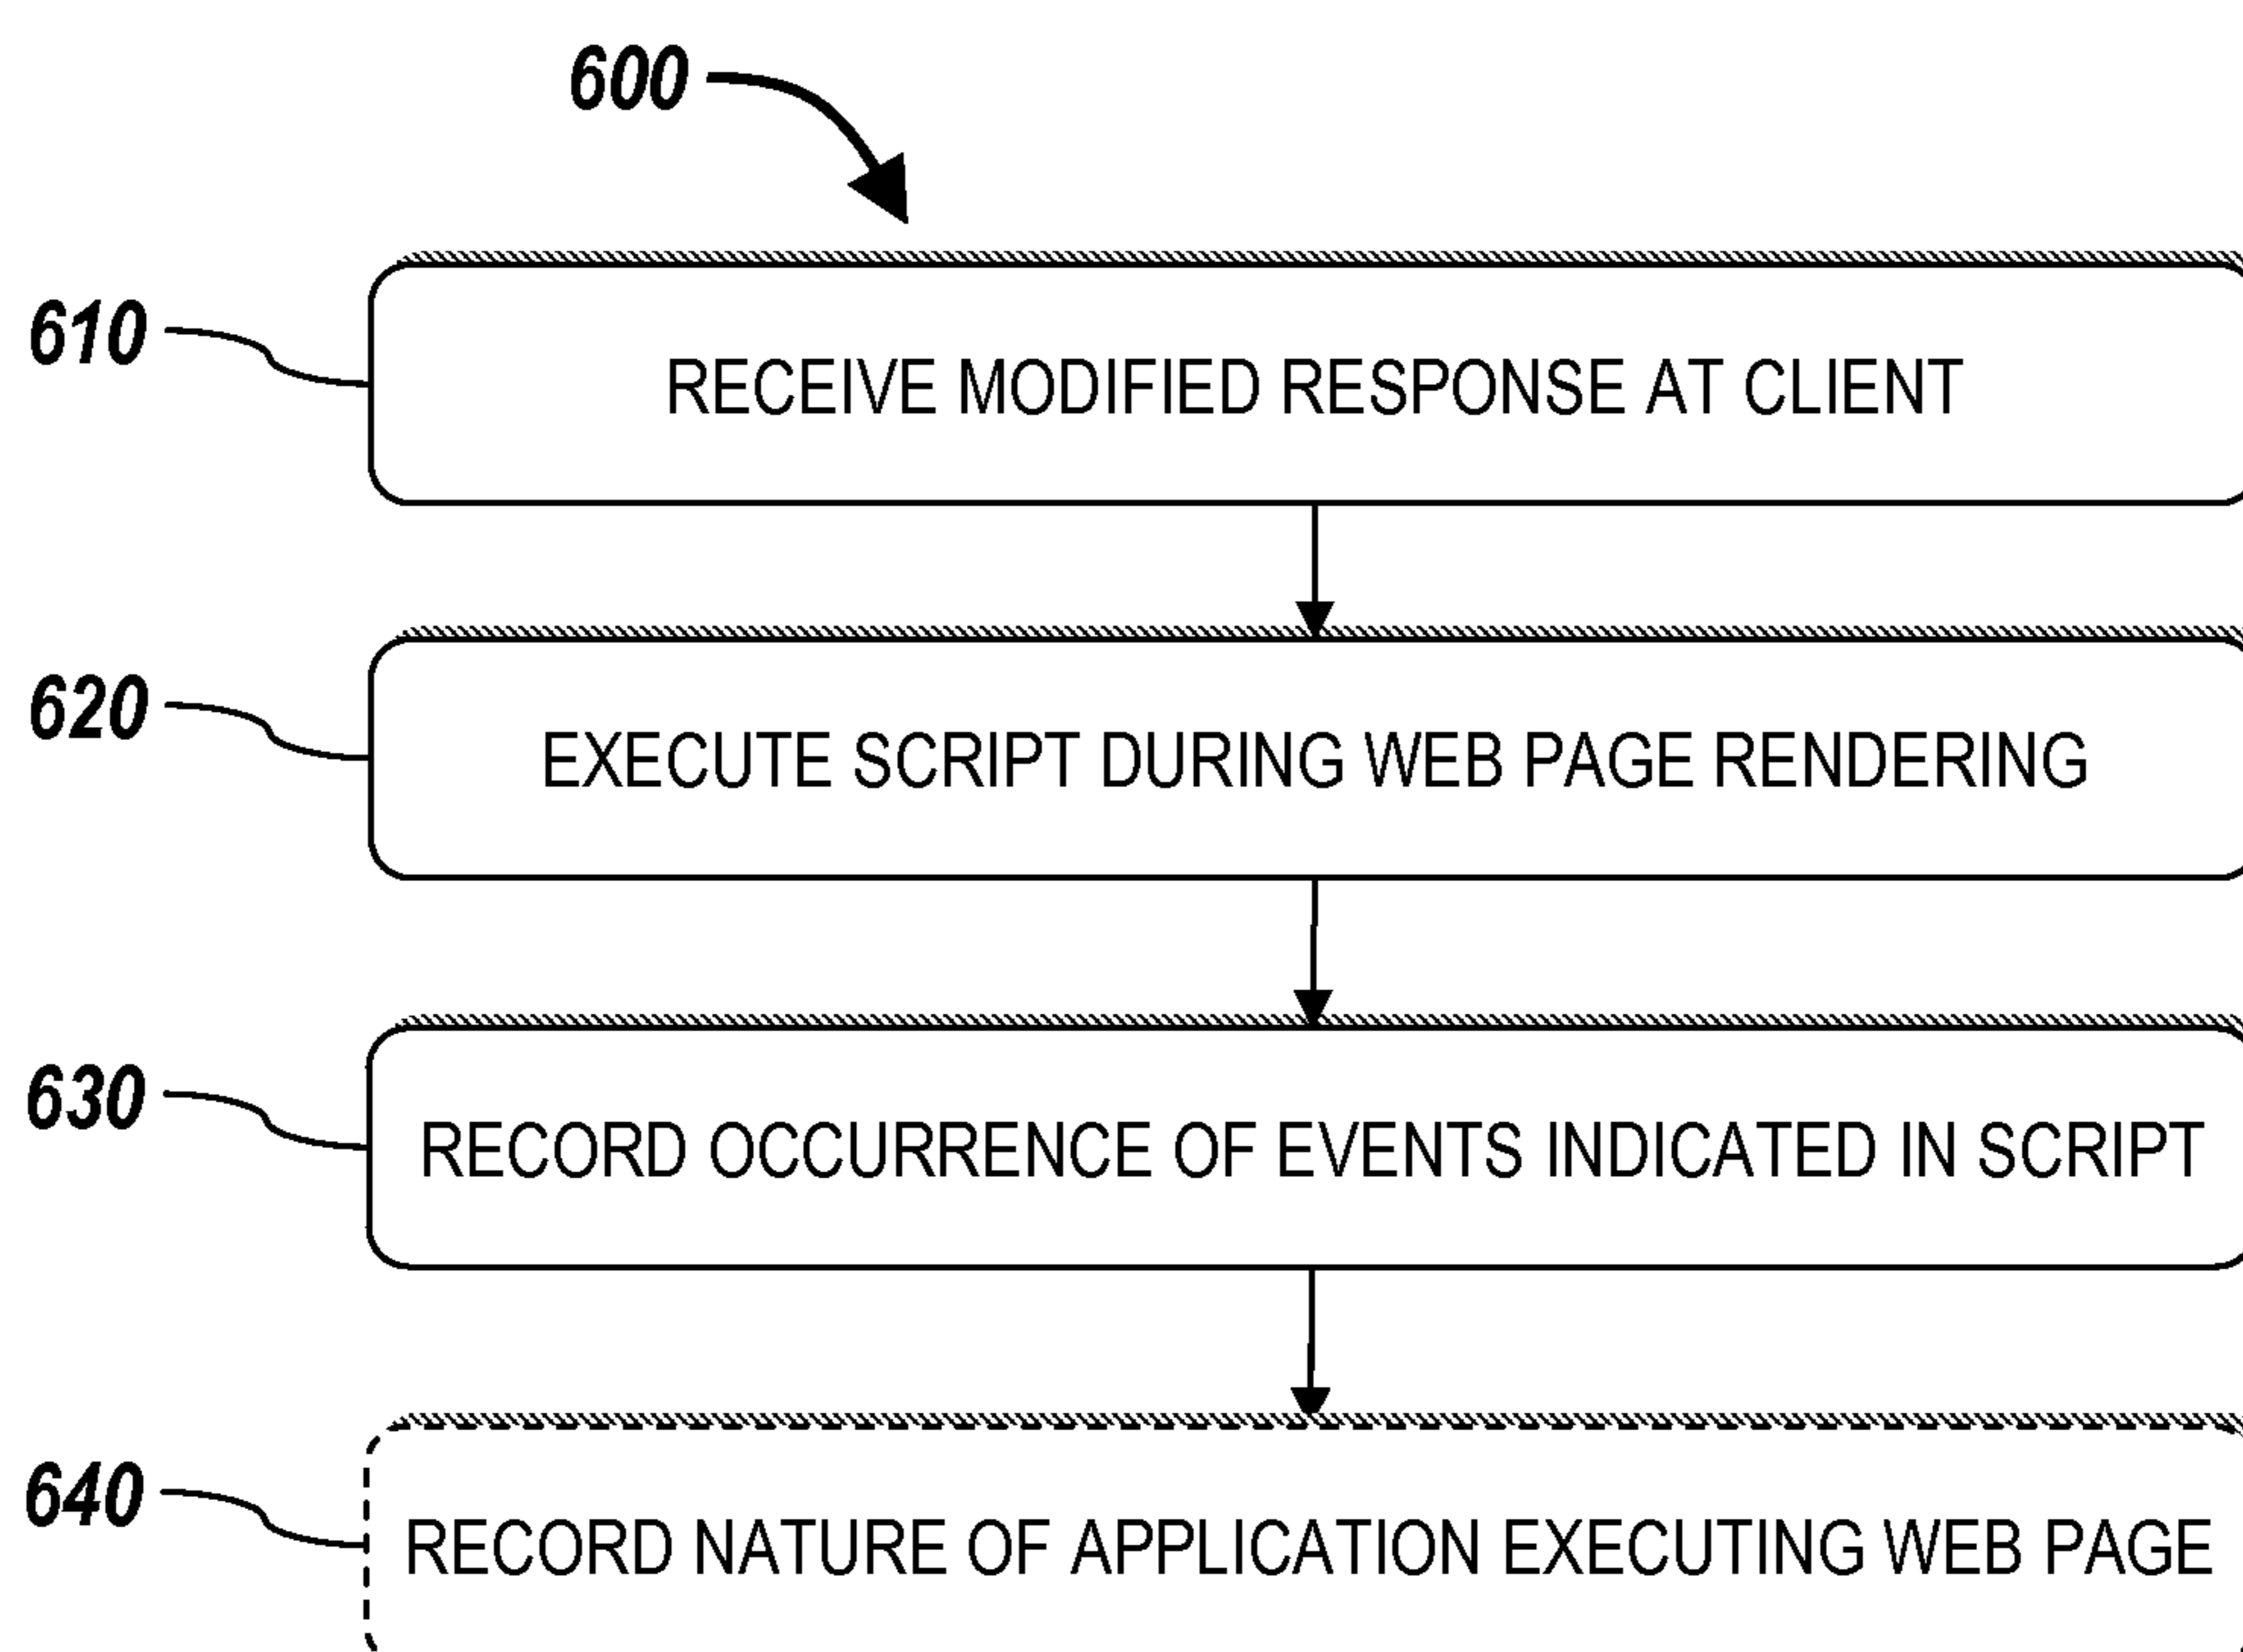 600
610
RECEIVE MODIFIED RESPONSE AT CLIENT
620
EXECUTE SCRIPT DURING WEB PAGE RENDERING
630
RECORD OCCURRENCE OF EVENTS INDICATED IN SCRIPT
640
RECORD NATURE OF APPLICATION EXECUTING WEB PAGE